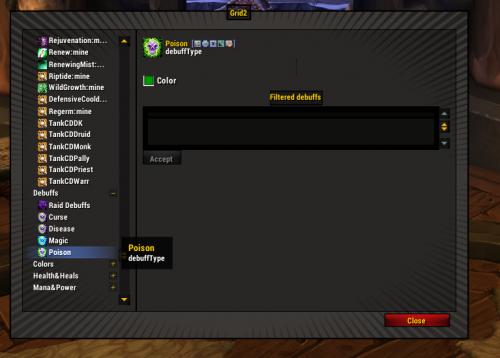 Grid2
Rejuvenation:m...
Renew:mine
RenewingMist:...
Riptide:mine
WildGrowth:mine
DefensiveCoold...
Regerm:mine
TankCDDK
TankCDDruid
TankCDMonk
TankCDPally
TankCDPriest
TankCDWarr
Debuffs
Raid Debuffs
Curse
Disease
Magic
Poison
Colors
Health&Heals
Mana&Power
Poison
debuffType
Color
Filtered debuffs
Accept
Poison
debuffType
Close